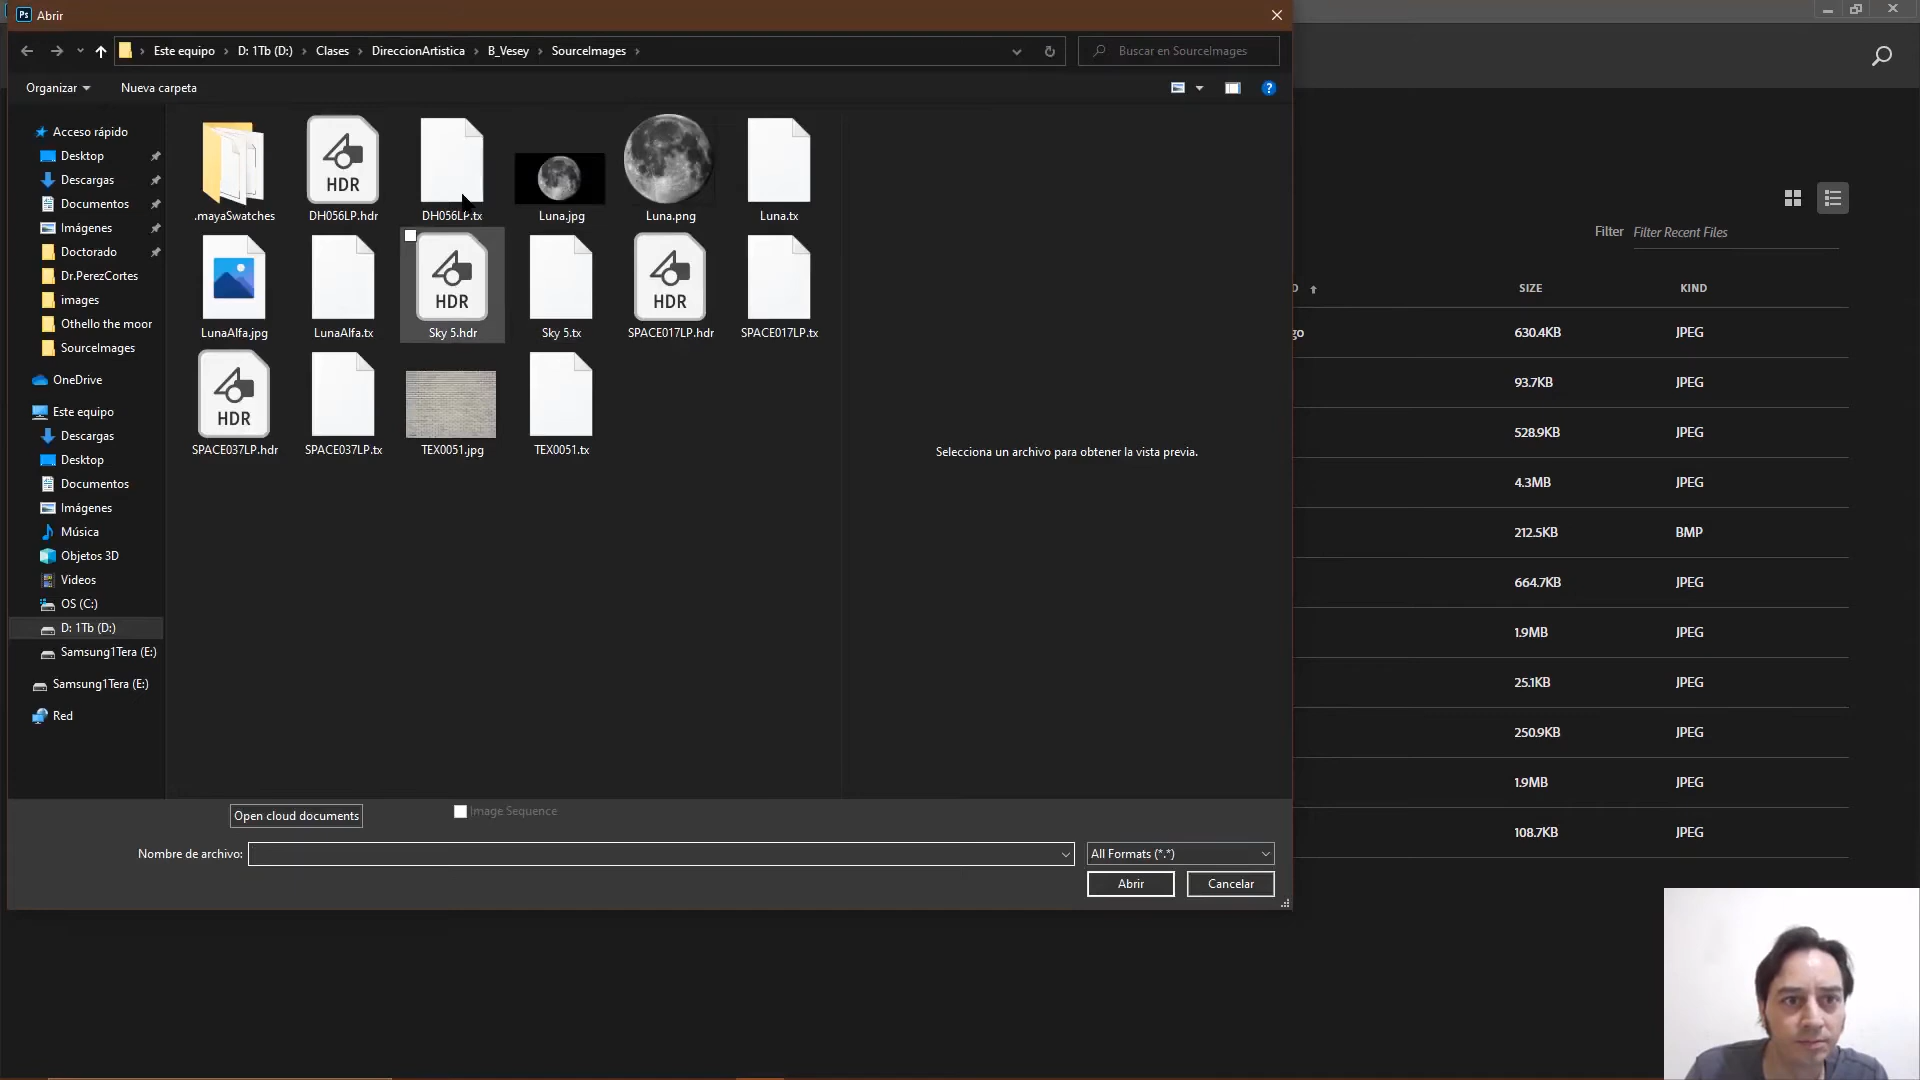 Ps Abrir
Este equipo > D: 1Tb (D:) > Clases > DireccionArtistica > B_Vesey > SourceImages >
Buscar en SourceImages
Organizar
Nueva carpeta
Acceso rápido
Desktop
Descargas
Documentos
Imágenes
Doctorado
Dr.PerezCortes
images
Othello the moor
SourceImages
OneDrive
Este equipo
Descargas
Desktop
Documentos
Imágenes
Música
Objetos 3D
Videos
OS (C:)
D: 1Tb (D:)
Samsung1Tera (E:)
Samsung1Tera (E:)
Red
HDR
.mayaSwatches
DH056LP.hdr
DH056LP.tx
Luna.jpg
Luna.png
Luna.tx
HDR
HDR
LunaAlfa.jpg
LunaAlfa.tx
Sky 5.hdr
Sky 5.tx
SPACE017LP.hdr
SPACE017LP.tx
HDR
SPACE037LP.hdr
SPACE037LP.tx
TEX0051.jpg
TEX0051.tx
Selecciona un archivo para obtener la vista previa.
Open cloud documents
Image Sequence
Nombre de archivo:
All Formats (*.*)
Abrir
Cancelar
Filter
Filter Recent Files
D
SIZE
KIND
go
630.4KB
JPEG
93.7KB
JPEG
528.9KB
JPEG
4.3MB
JPEG
212.5KB
BMP
664.7KB
JPEG
1.9MB
JPEG
25.1KB
JPEG
250.9KB
JPEG
1.9MB
JPEG
108.7KB
JPEG